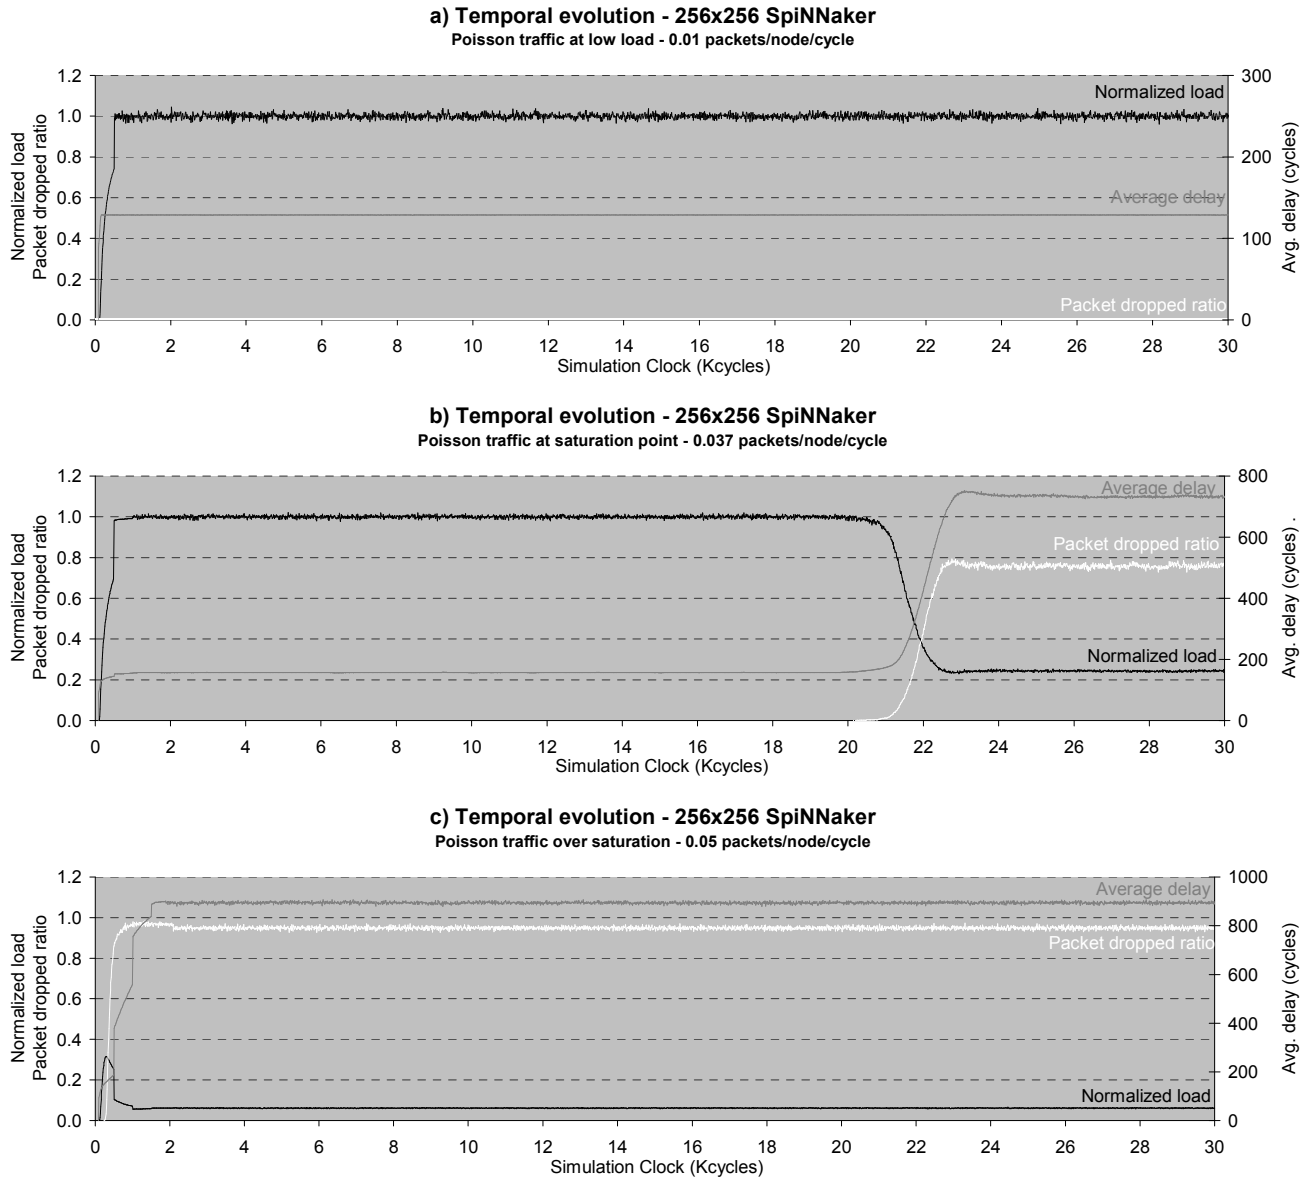 a) Temporal evolution - 256x256 SpiNNaker
Poisson traffic at low load - 0.01 packets/node/cycle
Normalized load
Packet dropped ratio
1.2
1.0
0.8
0.6
0.4
0.2
0.0
Normalized load
Average delay
Packet dropped ratio
300
200
100
0
Avg. delay (cycles)
0 2 4 6 8 10 12 14 16 18 20 22 24 26 28 30
Simulation Clock (Kcycles)
b) Temporal evolution - 256x256 SpiNNaker
Poisson traffic at saturation point - 0.037 packets/node/cycle
Normalized load
Packet dropped ratio
1.2
1.0
0.8
0.6
0.4
0.2
0.0
Average delay
Packet dropped ratio
Normalized load
800
600
400
200
0
Avg. delay (cycles) .
0 2 4 6 8 10 12 14 16 18 20 22 24 26 28 30
Simulation Clock (Kcycles)
c) Temporal evolution - 256x256 SpiNNaker
Poisson traffic over saturation - 0.05 packets/node/cycle
Normalized load
Packet dropped ratio
1.2
1.0
0.8
0.6
0.4
0.2
0.0
Average delay
Packet dropped ratio
Normalized load
1000
800
600
400
200
0
Avg. delay (cycles)
0 2 4 6 8 10 12 14 16 18 20 22 24 26 28 30
Simulation Clock (Kcycles)